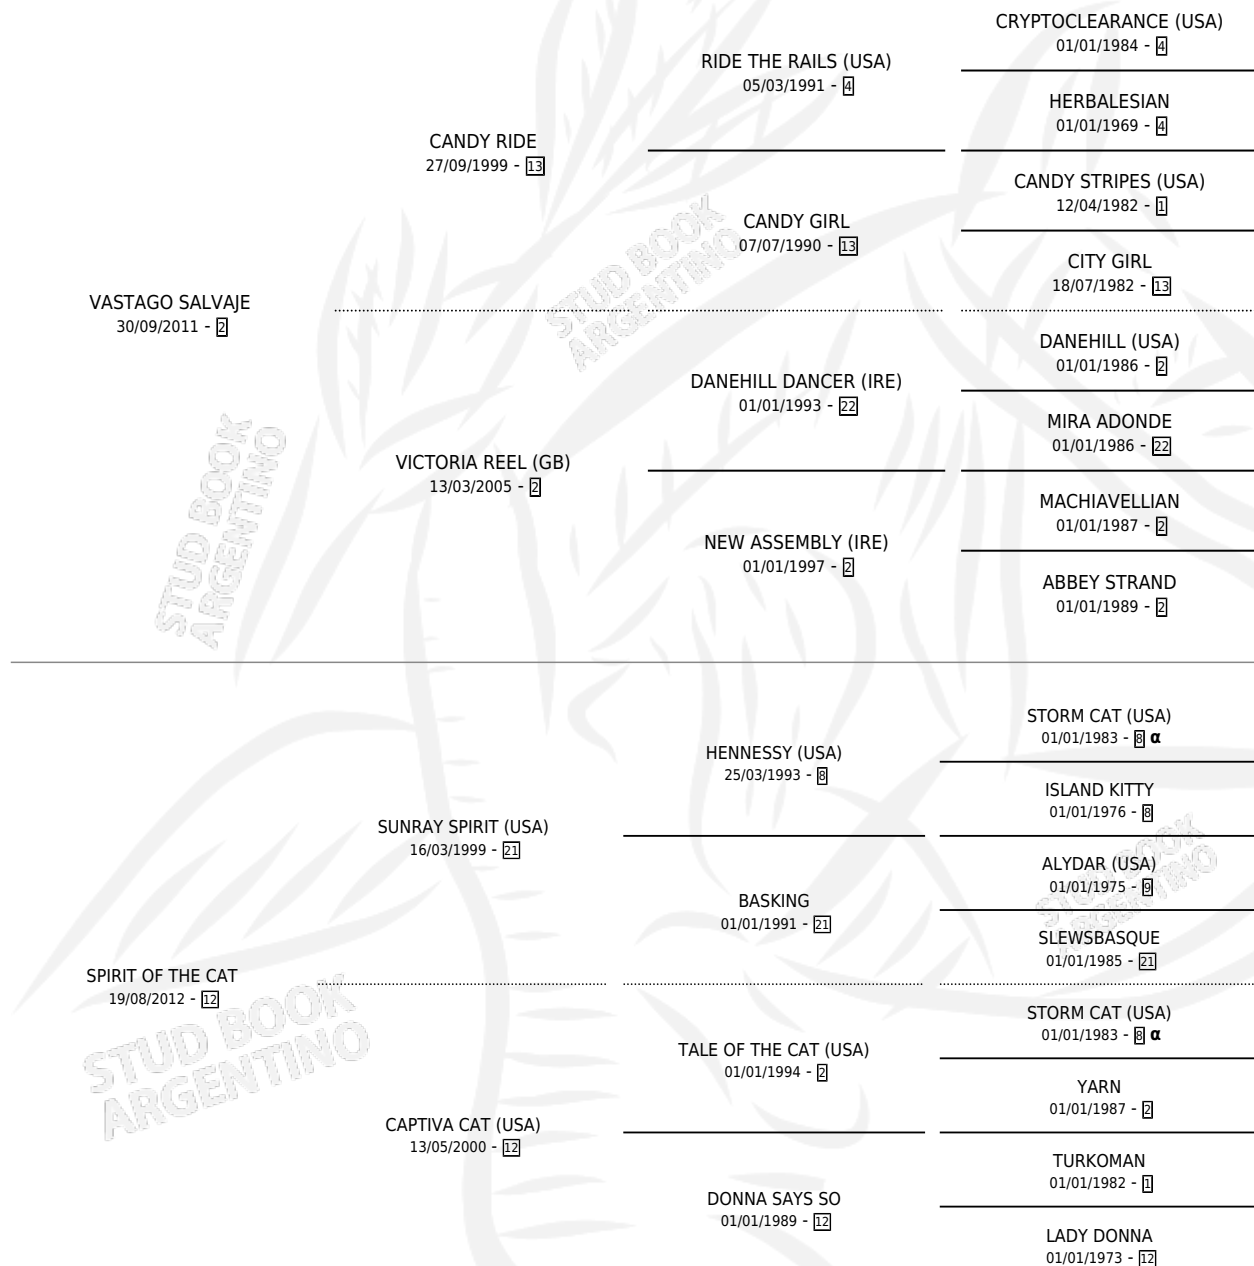 CRYPTOCLEARANCE (USA)
01/01/1984 - 4
RIDE THE RAILS (USA)
05/03/1991 - 4
HERBALESIAN
01/01/1969 - 4
CANDY RIDE
27/09/1999 - 13
CANDY STRIPES (USA)
12/04/1982 - 1
CANDY GIRL
07/07/1990 - 13
CITY GIRL
18/07/1982 - 13
VASTAGO SALVAJE
30/09/2011 - 2
DANEHILL (USA)
01/01/1986 - 2
DANEHILL DANCER (IRE)
01/01/1993 - 22
MIRA ADONDE
01/01/1986 - 22
VICTORIA REEL (GB)
13/03/2005 - 2
MACHIAVELLIAN
01/01/1987 - 2
NEW ASSEMBLY (IRE)
01/01/1997 - 2
ABBEY STRAND
01/01/1989 - 2
STORM CAT (USA)
01/01/1983 - 8 α
HENNESSY (USA)
25/03/1993 - 8
ISLAND KITTY
01/01/1976 - 8
SUNRAY SPIRIT (USA)
16/03/1999 - 21
ALYDAR (USA)
01/01/1975 - 9
BASKING
01/01/1991 - 21
SLEWSBASQUE
01/01/1985 - 21
SPIRIT OF THE CAT
19/08/2012 - 12
STORM CAT (USA)
01/01/1983 - 8 α
TALE OF THE CAT (USA)
01/01/1994 - 2
YARN
01/01/1987 - 2
CAPTIVA CAT (USA)
13/05/2000 - 12
TURKOMAN
01/01/1982 - 1
DONNA SAYS SO
01/01/1989 - 12
LADY DONNA
01/01/1973 - 12
STUD BOOK
ARGENTINO
STUD BOOK
ARGENTINO
STUD BOOK
ARGENTINO
STUD BOOK
ARGENTINO